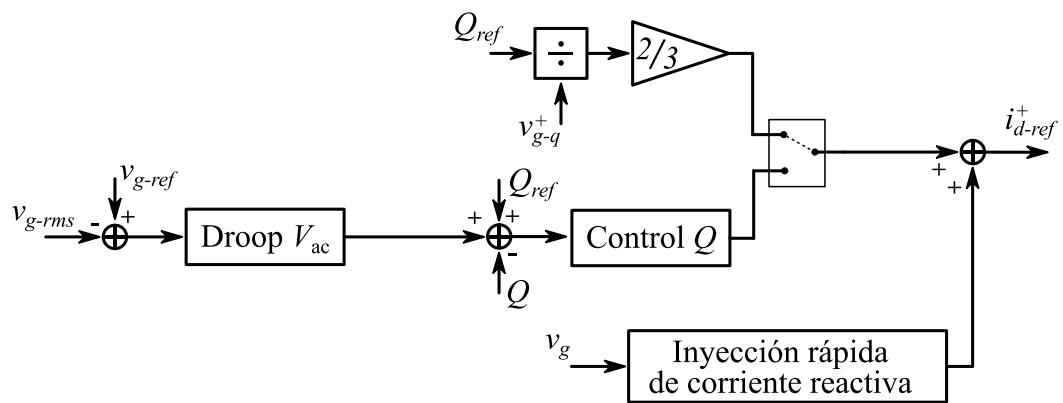 Q_ref
÷
2/3
v⁺_g-q
i⁺_d-ref
+ +
v_g-ref
Q_ref
v_g-rms
- +
Droop V_ac
+ +
-
Control Q
Q
v_g
Inyección rápida
de corriente reactiva